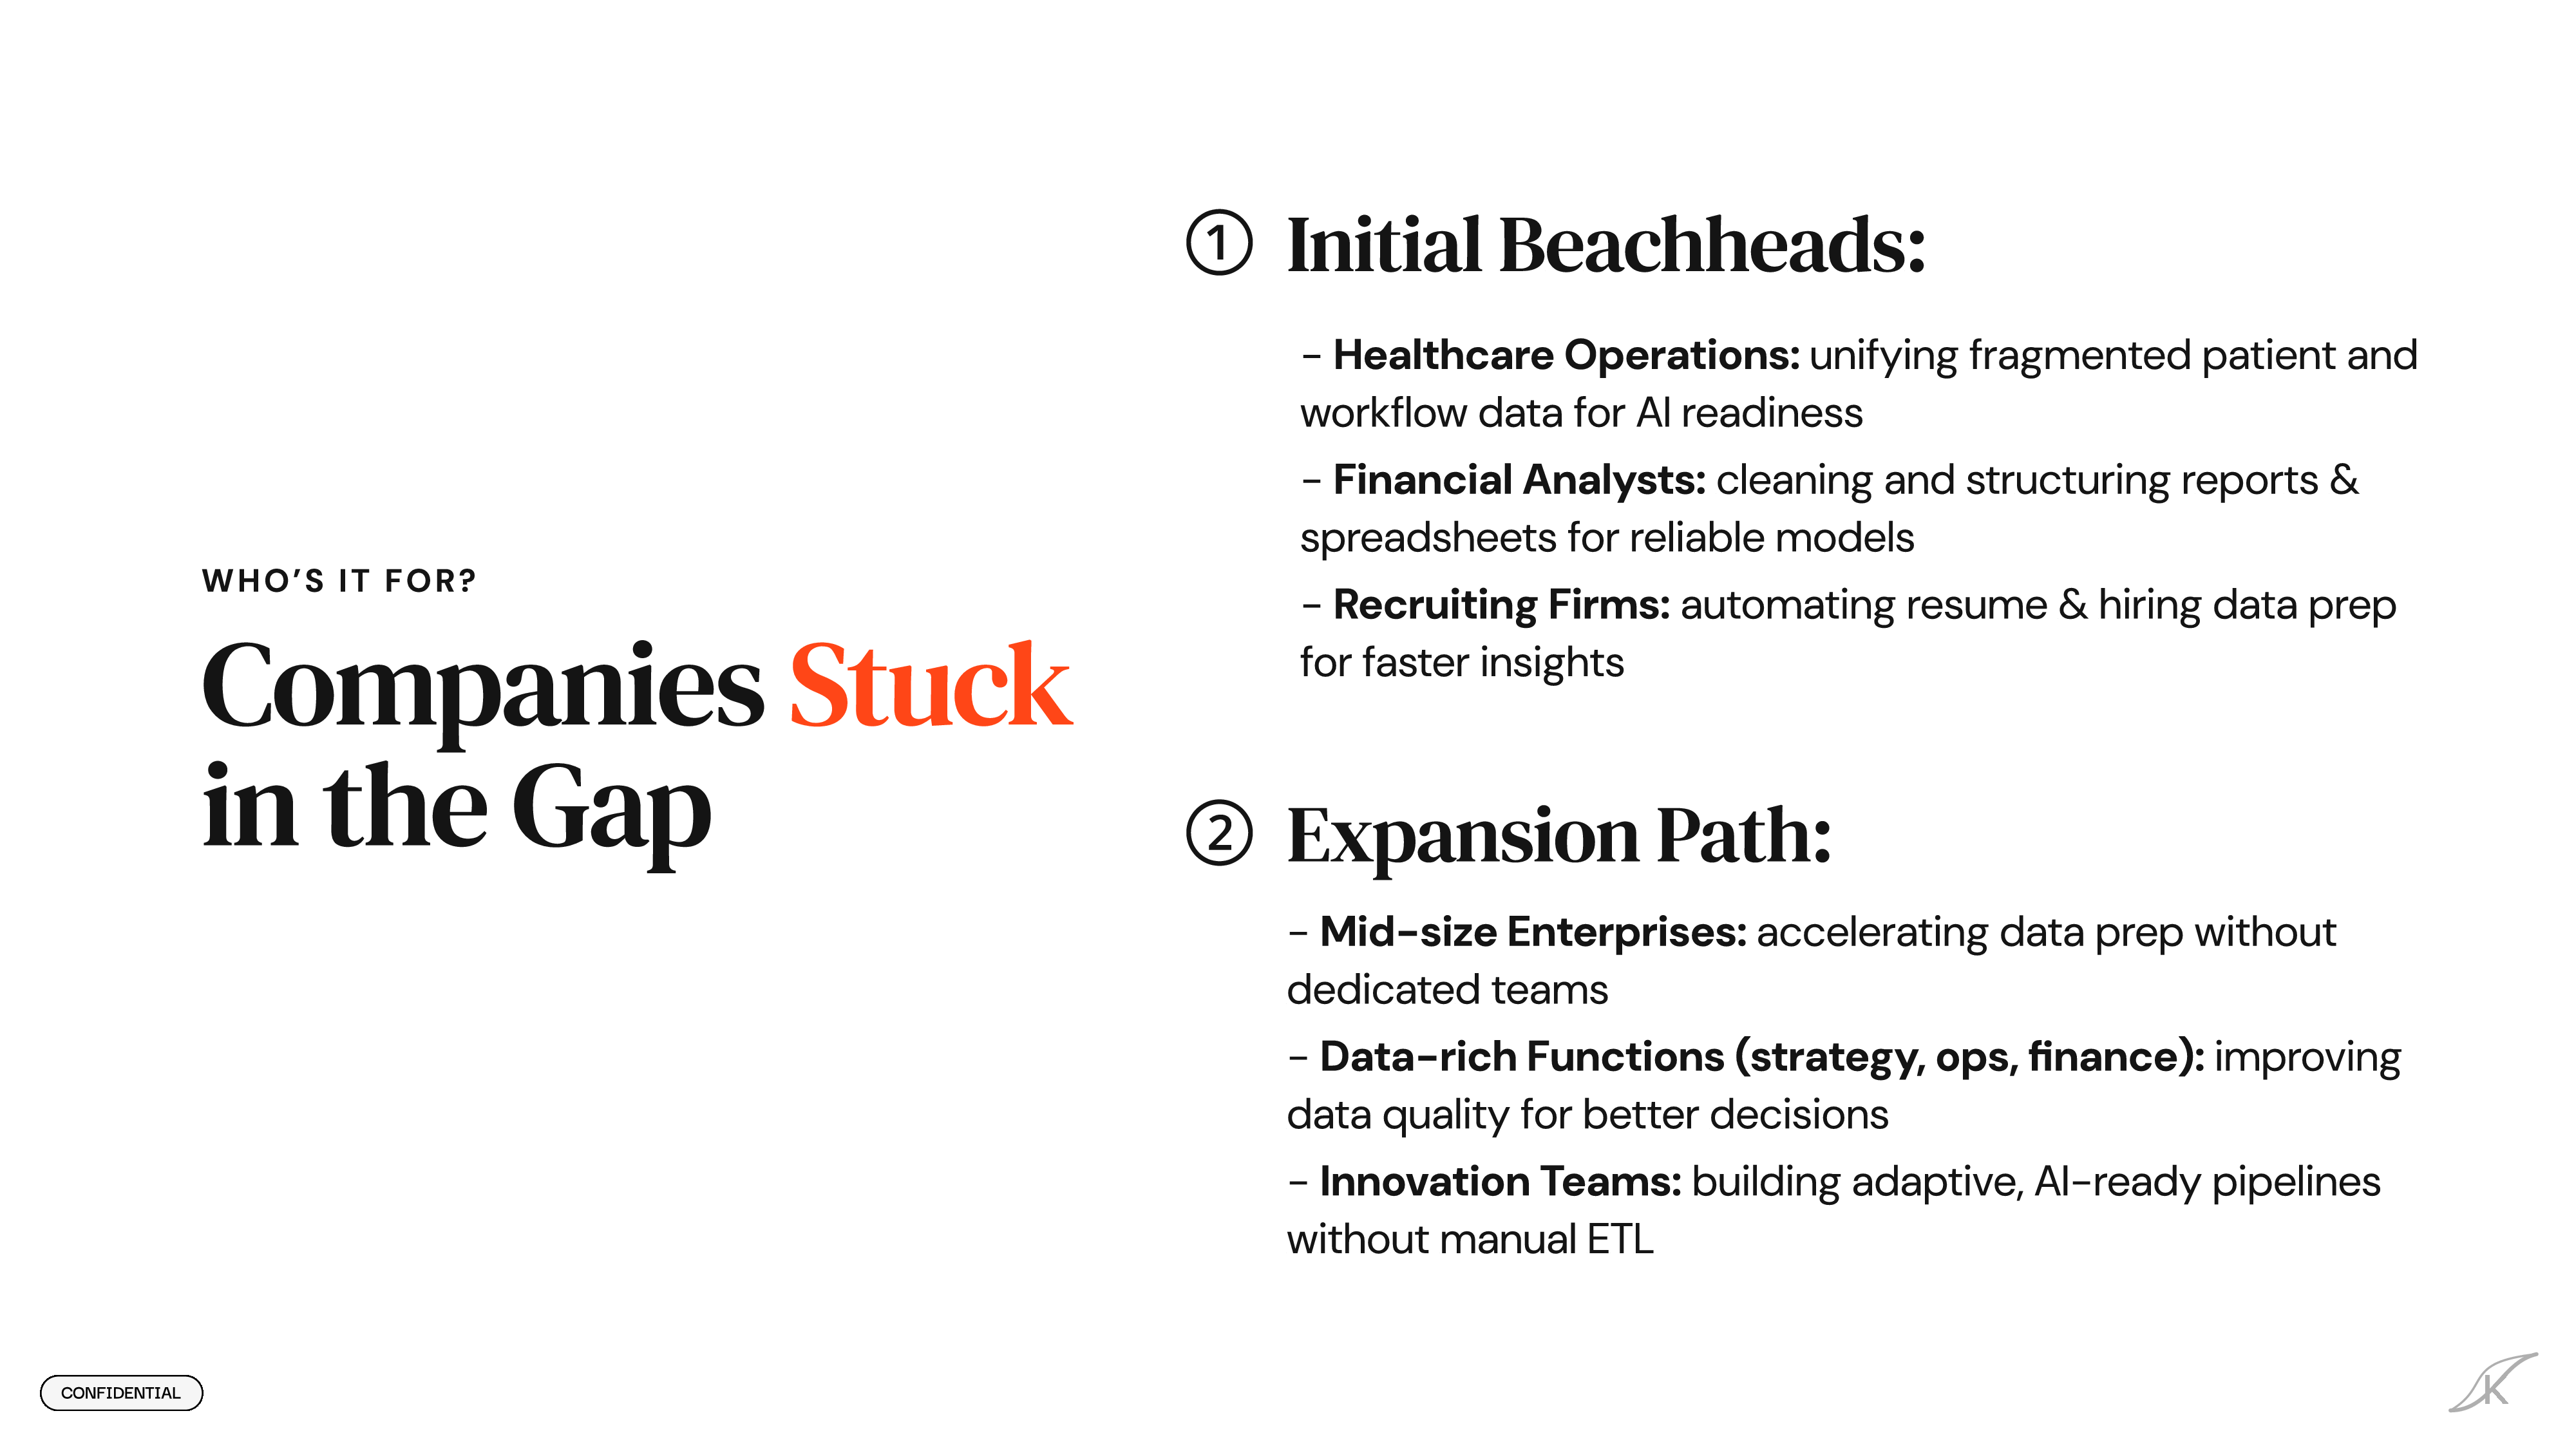 WHO’S IT FOR?
Companies Stuck
in the Gap
1 Initial Beachheads:
- Healthcare Operations: unifying fragmented patient and
workflow data for AI readiness
- Financial Analysts: cleaning and structuring reports &
spreadsheets for reliable models
- Recruiting Firms: automating resume & hiring data prep
for faster insights
2 Expansion Path:
- Mid-size Enterprises: accelerating data prep without
dedicated teams
- Data-rich Functions (strategy, ops, finance): improving
data quality for better decisions
- Innovation Teams: building adaptive, AI-ready pipelines
without manual ETL
CONFIDENTIAL
K